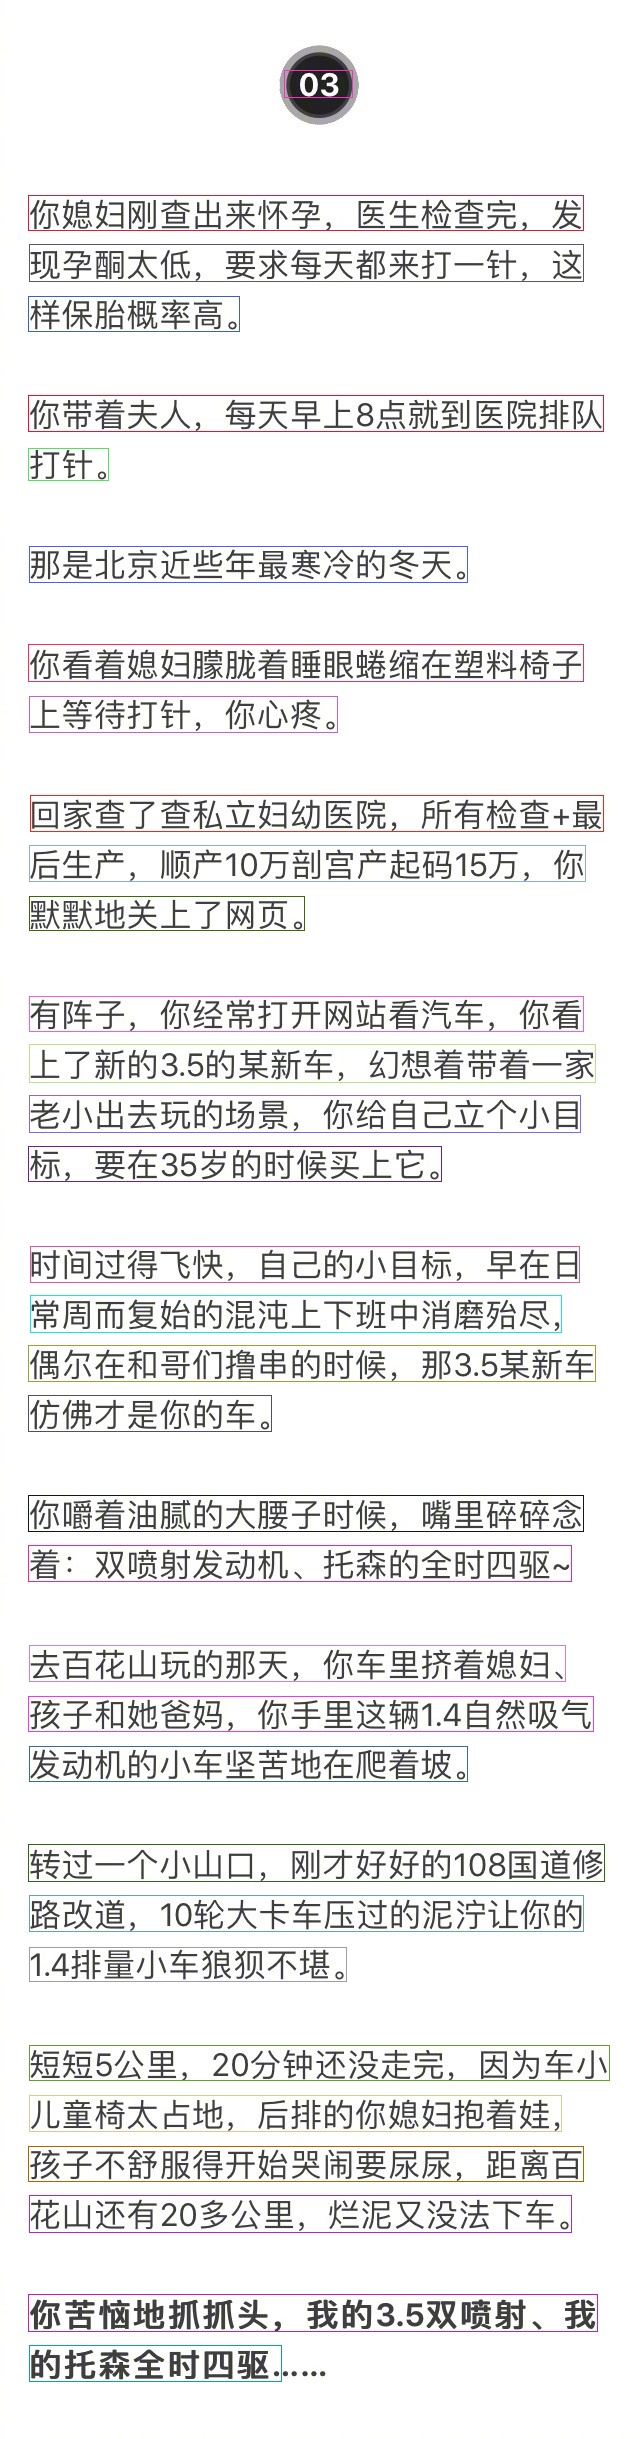 03
你媳妇刚查出来怀孕，医生检查完，发
现孕酮太低，要求每天都来打一针，这
样保胎概率高。
你带着夫人，每天早上8点就到医院排队
打针。
那是北京近些年最寒冷的冬天。
你看着媳妇朦胧着睡眼蜷缩在塑料椅子
上等待打针，你心疼。
回家查了查私立妇幼医院，所有检查+最
后生产，顺产10万剖宫产起码15万，你
默默地关上了网页。
有阵子，你经常打开网站看汽车，你看
上了新的3.5的某新车，幻想着带着一家
老小出去玩的场景，你给自己立个小目
标，要在35岁的时候买上它。
时间过得飞快，自己的小目标，早在日
常周而复始的混沌上下班中消磨殆尽，
偶尔在和哥们撸串的时候，那3.5某新车
仿佛才是你的车。
你嚼着油腻的大腰子时候，嘴里碎碎念
着：双喷射发动机、托森的全时四驱~
去百花山玩的那天，你车里挤着媳妇、
孩子和她爸妈，你手里这辆1.4自然吸气
发动机的小车坚苦地在爬着坡。
转过一个小山口，刚才好好的108国道修
路改道，10轮大卡车压过的泥泞让你的
1.4排量小车狼狈不堪。
短短5公里，20分钟还没走完，因为车小
儿童椅太占地，后排的你媳妇抱着娃，
孩子不舒服得开始哭闹要尿尿，距离百
花山还有20多公里，烂泥又没法下车。
你苦恼地抓抓头，我的3.5双喷射、我
的托森全时四驱……